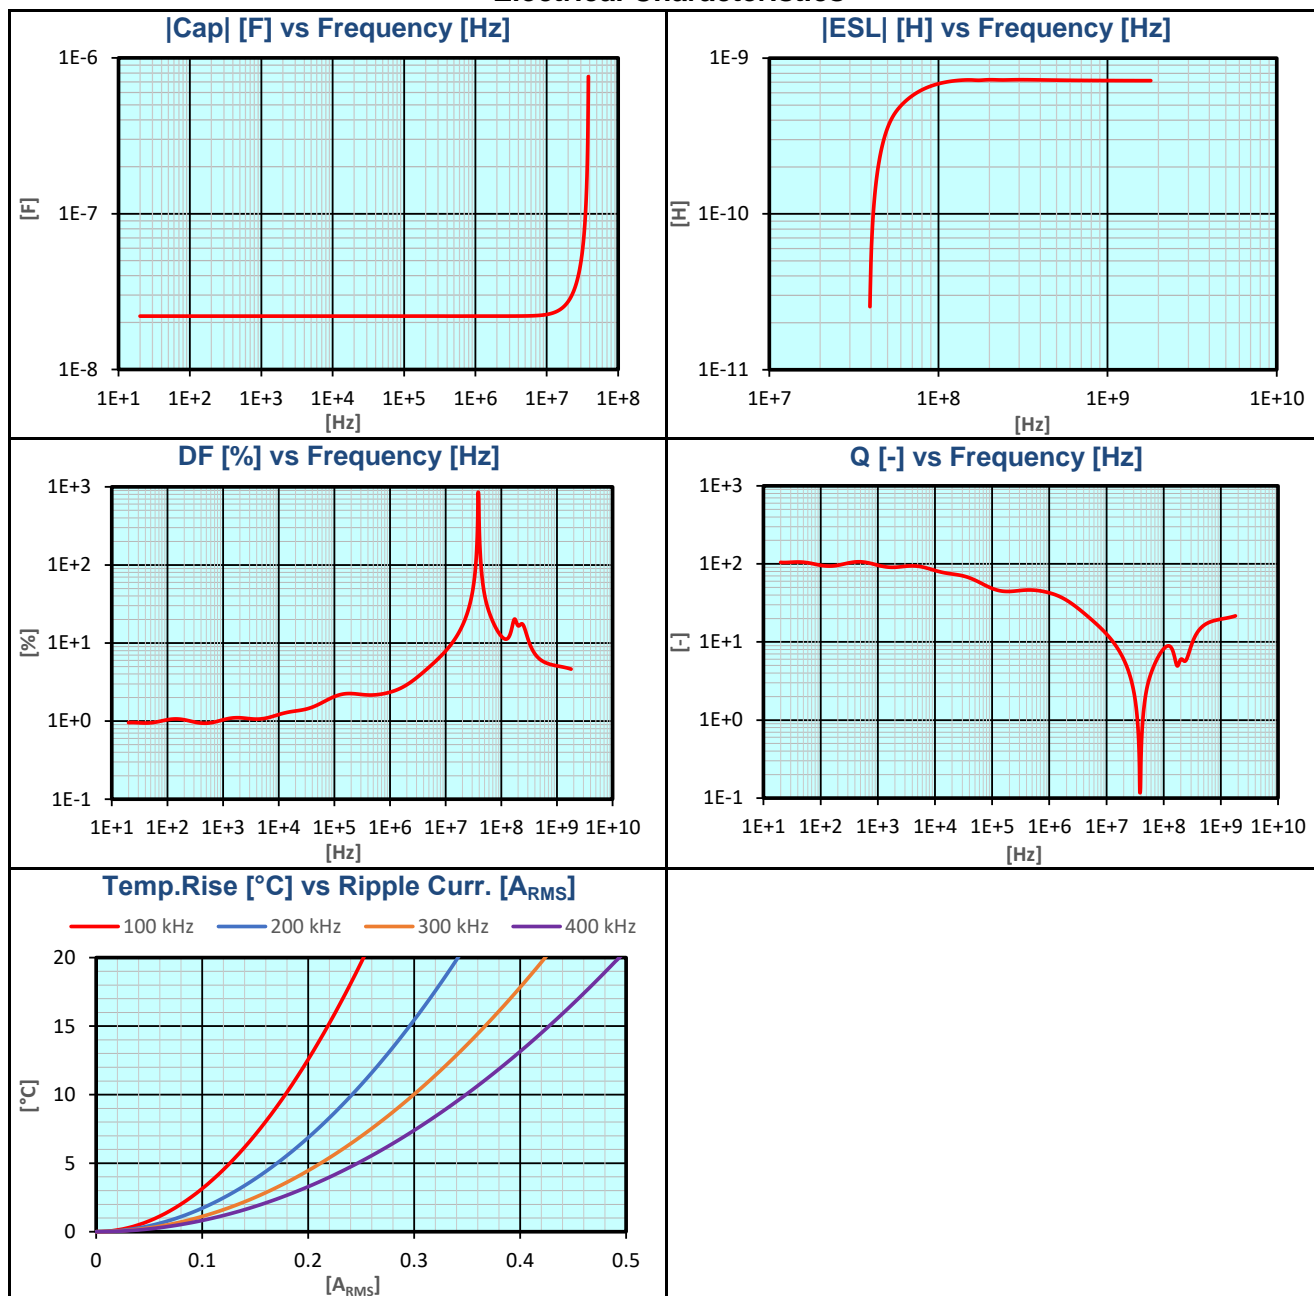 |Cap| [F] vs Frequency [Hz]
1E-6
1E-7
1E-8
[F]
1E+1 1E+2 1E+3 1E+4 1E+5 1E+6 1E+7 1E+8
[Hz]
|ESL| [H] vs Frequency [Hz]
1E-9
1E-10
1E-11
[H]
1E+7 1E+8 1E+9 1E+10
[Hz]
DF [%] vs Frequency [Hz]
1E+3
1E+2
1E+1
1E+0
1E-1
[%]
1E+1 1E+2 1E+3 1E+4 1E+5 1E+6 1E+7 1E+8 1E+9 1E+10
[Hz]
Q [-] vs Frequency [Hz]
1E+3
1E+2
1E+1
1E+0
1E-1
[-]
1E+1 1E+2 1E+3 1E+4 1E+5 1E+6 1E+7 1E+8 1E+9 1E+10
[Hz]
Temp.Rise [°C] vs Ripple Curr. [ARMS]
100 kHz 200 kHz 300 kHz 400 kHz
20
15
10
5
0
[°C]
0 0.1 0.2 0.3 0.4 0.5
[ARMS]